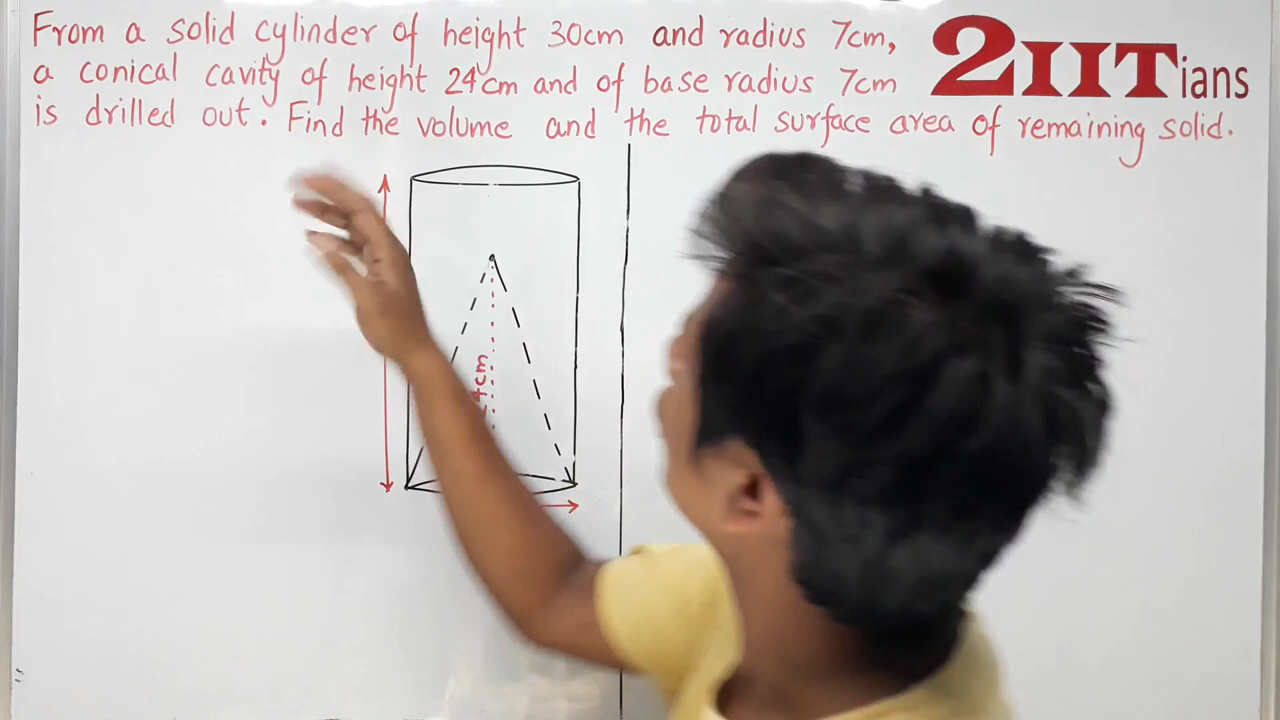 From a solid cylinder of height 30cm and radius 7cm,
a conical cavity of height 24cm and of base radius 7cm
is drilled out. Find the volume and the total surface area of remaining solid.
2IITians